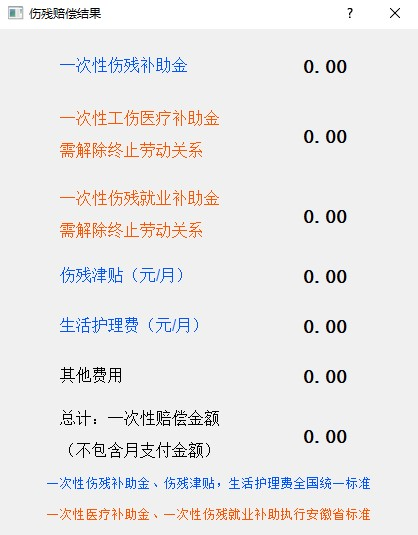 伤残赔偿结果
一次性伤残补助金 0.00
一次性工伤医疗补助金
需解除终止劳动关系 0.00
一次性伤残就业补助金
需解除终止劳动关系 0.00
伤残津贴（元/月） 0.00
生活护理费（元/月） 0.00
其他费用 0.00
总计：一次性赔偿金额
（不包含月支付金额） 0.00
一次性伤残补助金、伤残津贴，生活护理费全国统一标准
一次性医疗补助金、一次性伤残就业补助执行安徽省标准